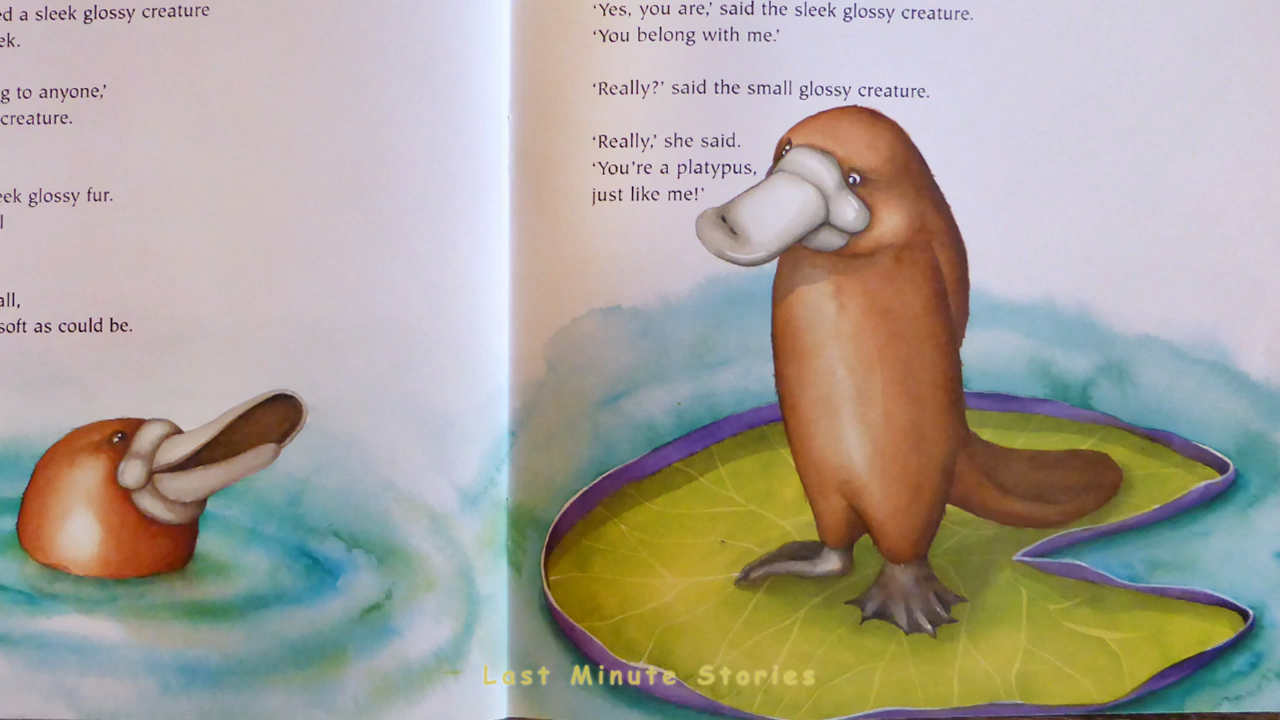 d a sleek glossy creature
ek.
g to anyone,’
creature.
eek glossy fur.
l
all,
soft as could be.
‘Yes, you are,’ said the sleek glossy creature.
‘You belong with me.’
‘Really?’ said the small glossy creature.
‘Really,’ she said.
‘You’re a platypus,
just like me!’
Last Minute Stories